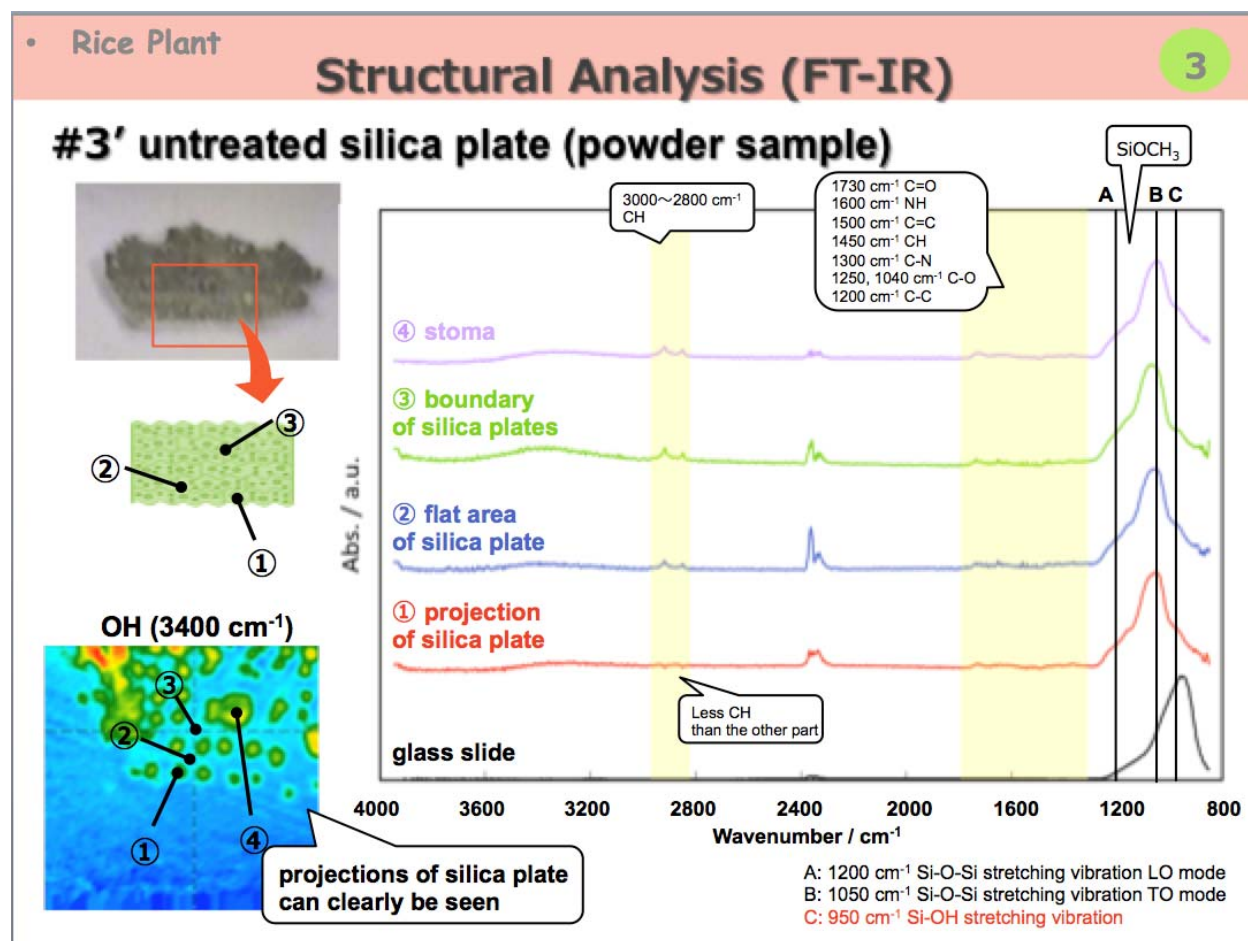 • Rice Plant
Structural Analysis (FT-IR)
3
#3’ untreated silica plate (powder sample)
SiOCH₃
3000～2800 cm⁻¹
CH
1730 cm⁻¹ C=O
1600 cm⁻¹ NH
1500 cm⁻¹ C=C
1450 cm⁻¹ CH
1300 cm⁻¹ C-N
1250, 1040 cm⁻¹ C-O
1200 cm⁻¹ C-C
A
B
C
④ stoma
③ boundary
of silica plates
② flat area
of silica plate
① projection
of silica plate
Less CH
than the other part
glass slide
Abs. / a.u.
4000 3600 3200 2800 2400 2000 1600 1200 800
Wavenumber / cm⁻¹
③
②
①
OH (3400 cm⁻¹)
③
②
①
④
projections of silica plate
can clearly be seen
A: 1200 cm⁻¹ Si-O-Si stretching vibration LO mode
B: 1050 cm⁻¹ Si-O-Si stretching vibration TO mode
C: 950 cm⁻¹ Si-OH stretching vibration